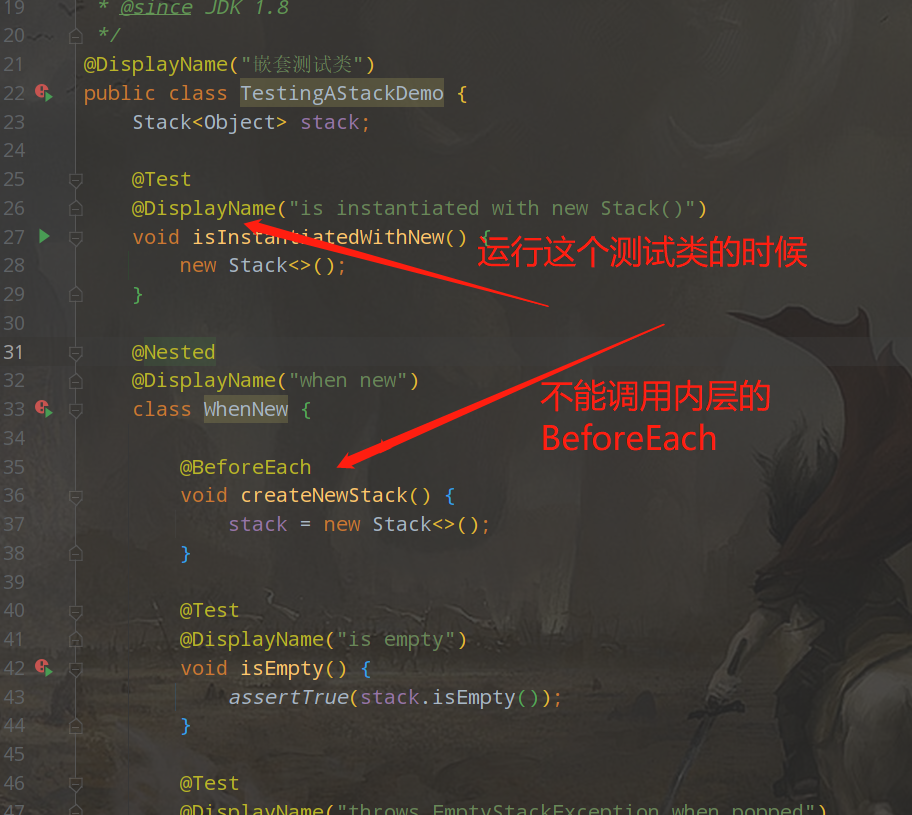 19 * @since JDK 1.8
20 */
21 @DisplayName("嵌套测试类")
22 public class TestingAStackDemo {
23 Stack<Object> stack;
24
25 @Test
26 @DisplayName("is instantiated with new Stack()")
27 void isInstantiatedWithNew() {
运行这个测试类的时候
28 new Stack<>();
29 }
30
31 @Nested
32 @DisplayName("when new")
不能调用内层的
33 class WhenNew {
BeforeEach
34
35 @BeforeEach
36 void createNewStack() {
37 stack = new Stack<>();
38 }
39
40 @Test
41 @DisplayName("is empty")
42 void isEmpty() {
43 assertTrue(stack.isEmpty());
44 }
45
46 @Test
47 @DisplayName("throws EmptyStackException when popped")